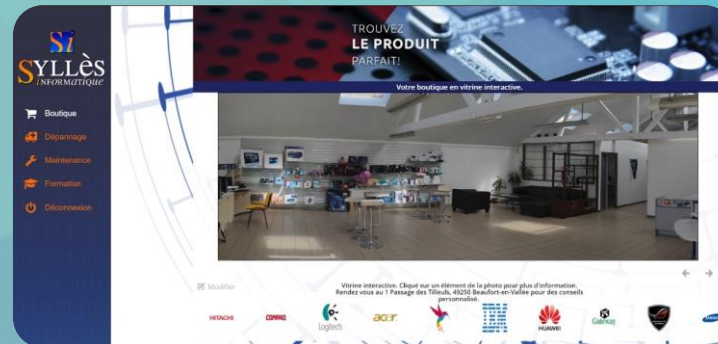 Si
SYLLÈS
INFORMATIQUE
Boutique
Dépannage
Maintenance
Formation
Déconnexion
TROUVEZ
LE PRODUIT
PARFAIT!
Votre boutique en vitrine interactive.
Modifier
Vitrine interactive. Cliqué sur un élément de la photo pour plus d'information.
Rendez vous au 1 Passage des Tilleuls, 49250 Beaufort-en-Vallée pour des conseils
personnalisé.
HITACHI
COMPAQ
Logitech
acer
IBM
HUAWEI
Gateway